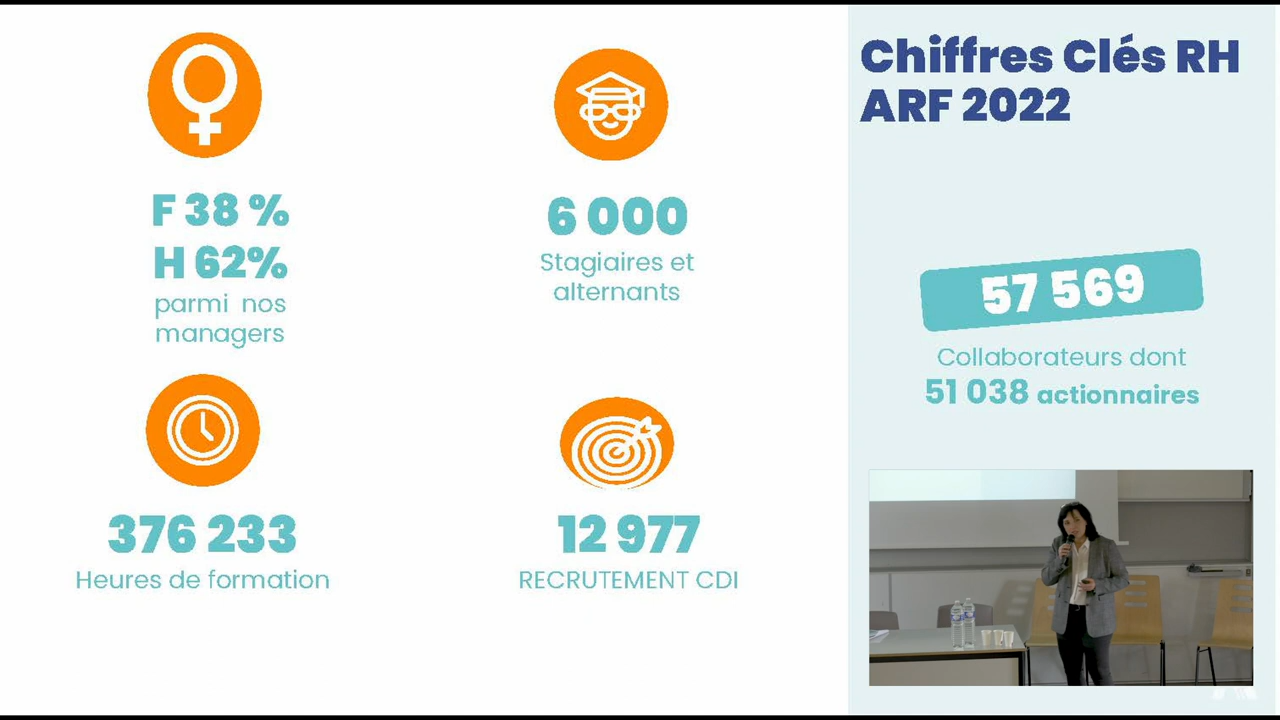 Chiffres Clés RH
ARF 2022
F 38 %
H 62%
parmi nos
managers
6 000
Stagiaires et
alternants
376 233
Heures de formation
12 977
RECRUTEMENT CDI
57 569
Collaborateurs dont
51 038 actionnaires